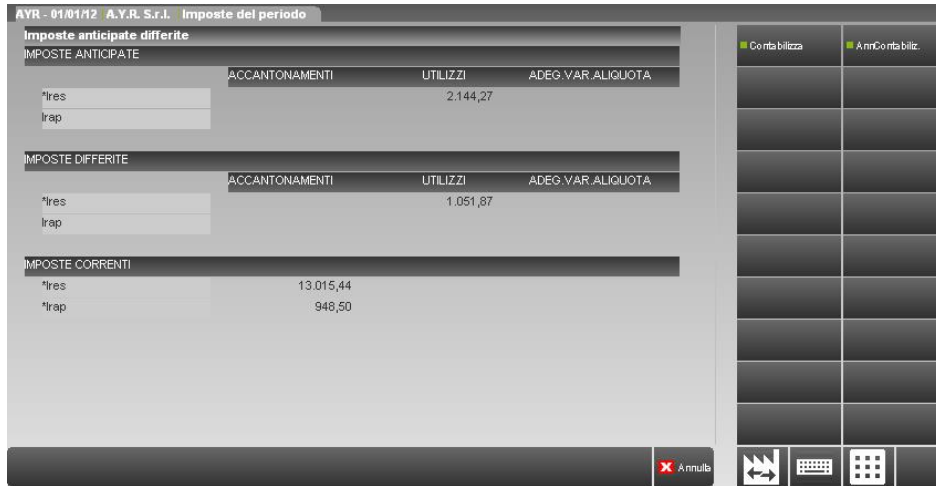 AYR - 01/01/12 A.Y.R. S.r.l. Imposte del periodo
Imposte anticipate differite
IMPOSTE ANTICIPATE
ACCANTONAMENTI UTILIZZI ADEG.VAR.ALIQUOTA
*Ires 2.144,27
Irap
IMPOSTE DIFFERITE
ACCANTONAMENTI UTILIZZI ADEG.VAR.ALIQUOTA
*Ires 1.051,87
Irap
IMPOSTE CORRENTI
*Ires 13.015,44
*Irap 948,50
Contabilizza AnnContabiliz.
Annulla